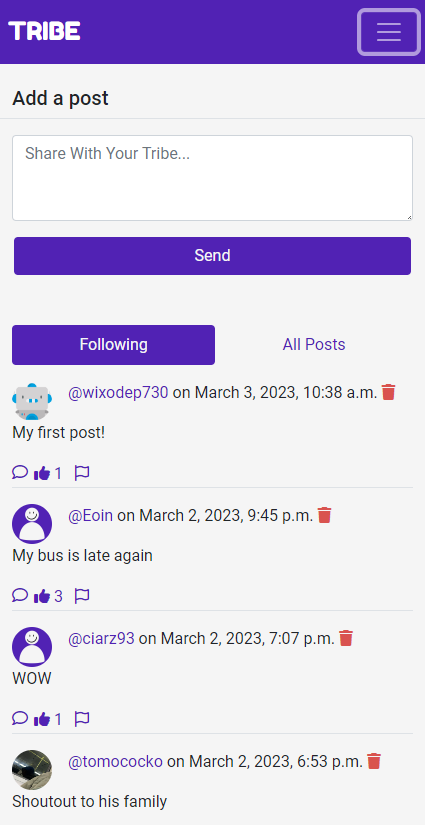 TRIBE
Add a post
Share With Your Tribe...
Send
Following All Posts
@wixodep730 on March 3, 2023, 10:38 a.m.
My first post!
1
@Eoin on March 2, 2023, 9:45 p.m.
My bus is late again
3
@ciarz93 on March 2, 2023, 7:07 p.m.
WOW
1
@tomococko on March 2, 2023, 6:53 p.m.
Shoutout to his family